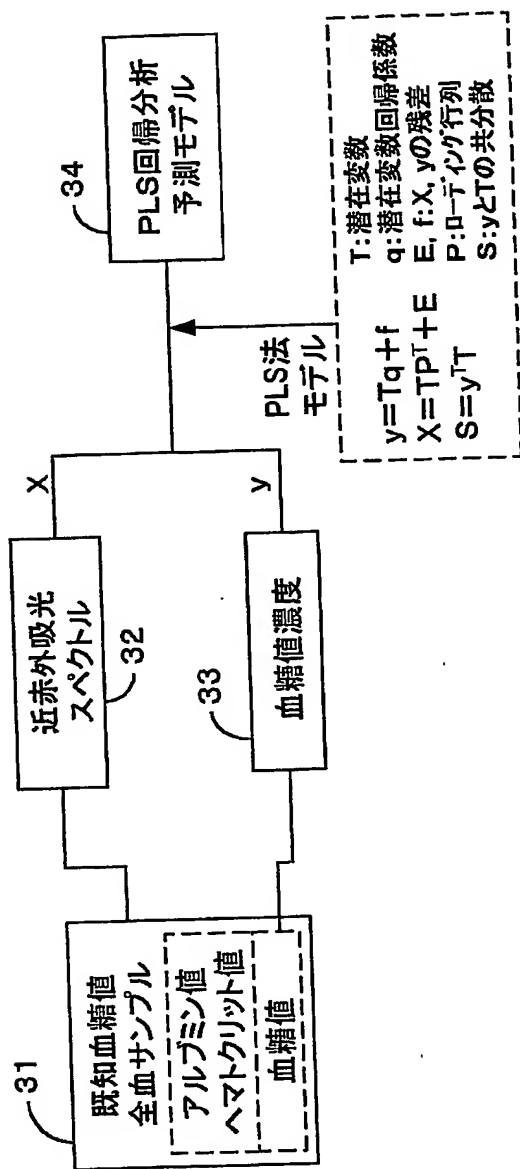 31
既知血糖値
全血サンプル
アルブミン値
ヘマトクリット値
血糖値
近赤外吸光
スペクトル
32
X
33
血糖値濃度
y
PLS法
モデル
34
PLS回帰分析
予測モデル
y=Tq+f
X=TPᵀ+E
S=yᵀT
T:潜在変数
q:潜在変数回帰係数
E, f:X, yの残差
P:ローディング行列
S:yとTの共分散